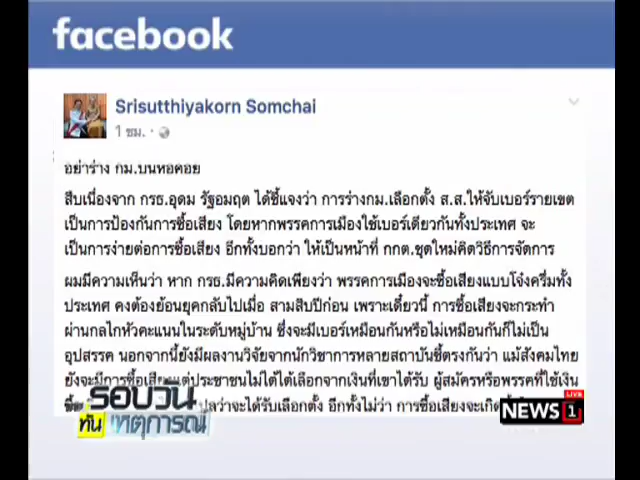 facebook
Srisutthiyakorn Somchai
1 ชม. ·
อย่าร่าง กม.บนหอคอย
สืบเนื่องจาก กรธ.อุดม รัฐอมฤต ได้ชี้แจงว่า การร่างกม.เลือกตั้ง ส.ส.ให้จับเบอร์รายเขต
เป็นการป้องกันการซื้อเสียง โดยหากพรรคการเมืองใช้เบอร์เดียวกันทั้งประเทศ จะ
เป็นการง่ายต่อการซื้อเสียง อีกทั้งบอกว่า ให้เป็นหน้าที่ กกต.ชุดใหม่คิดวิธีการจัดการ
ผมมีความเห็นว่า หาก กรธ.มีความคิดเพียงว่า พรรคการเมืองจะซื้อเสียงแบบโจ๋งครึ่มทั้ง
ประเทศ คงต้องย้อนยุคกลับไปเมื่อ สามสิบปีก่อน เพราะเดี๋ยวนี้ การซื้อเสียงจะกระทำ
ผ่านกลไกหัวคะแนนในระดับหมู่บ้าน ซึ่งจะมีเบอร์เหมือนกันหรือไม่เหมือนกันก็ไม่เป็น
อุปสรรค นอกจากนี้ยังมีผลงานวิจัยจากนักวิชาการหลายสถาบันชี้ตรงกันว่า แม้สังคมไทย
ยังจะมีการซื้อเสียงแต่ประชาชนไม่ได้ได้เลือกจากเงินที่เขาได้รับ ผู้สมัครหรือพรรคที่ใช้เงิน
ว่าจะได้รับเลือกตั้ง อีกทั้งไม่ว่า การซื้อเสียงจะเกิด
รอบวัน
ทัน เหตุการณ์
LIVE
NEWS 1